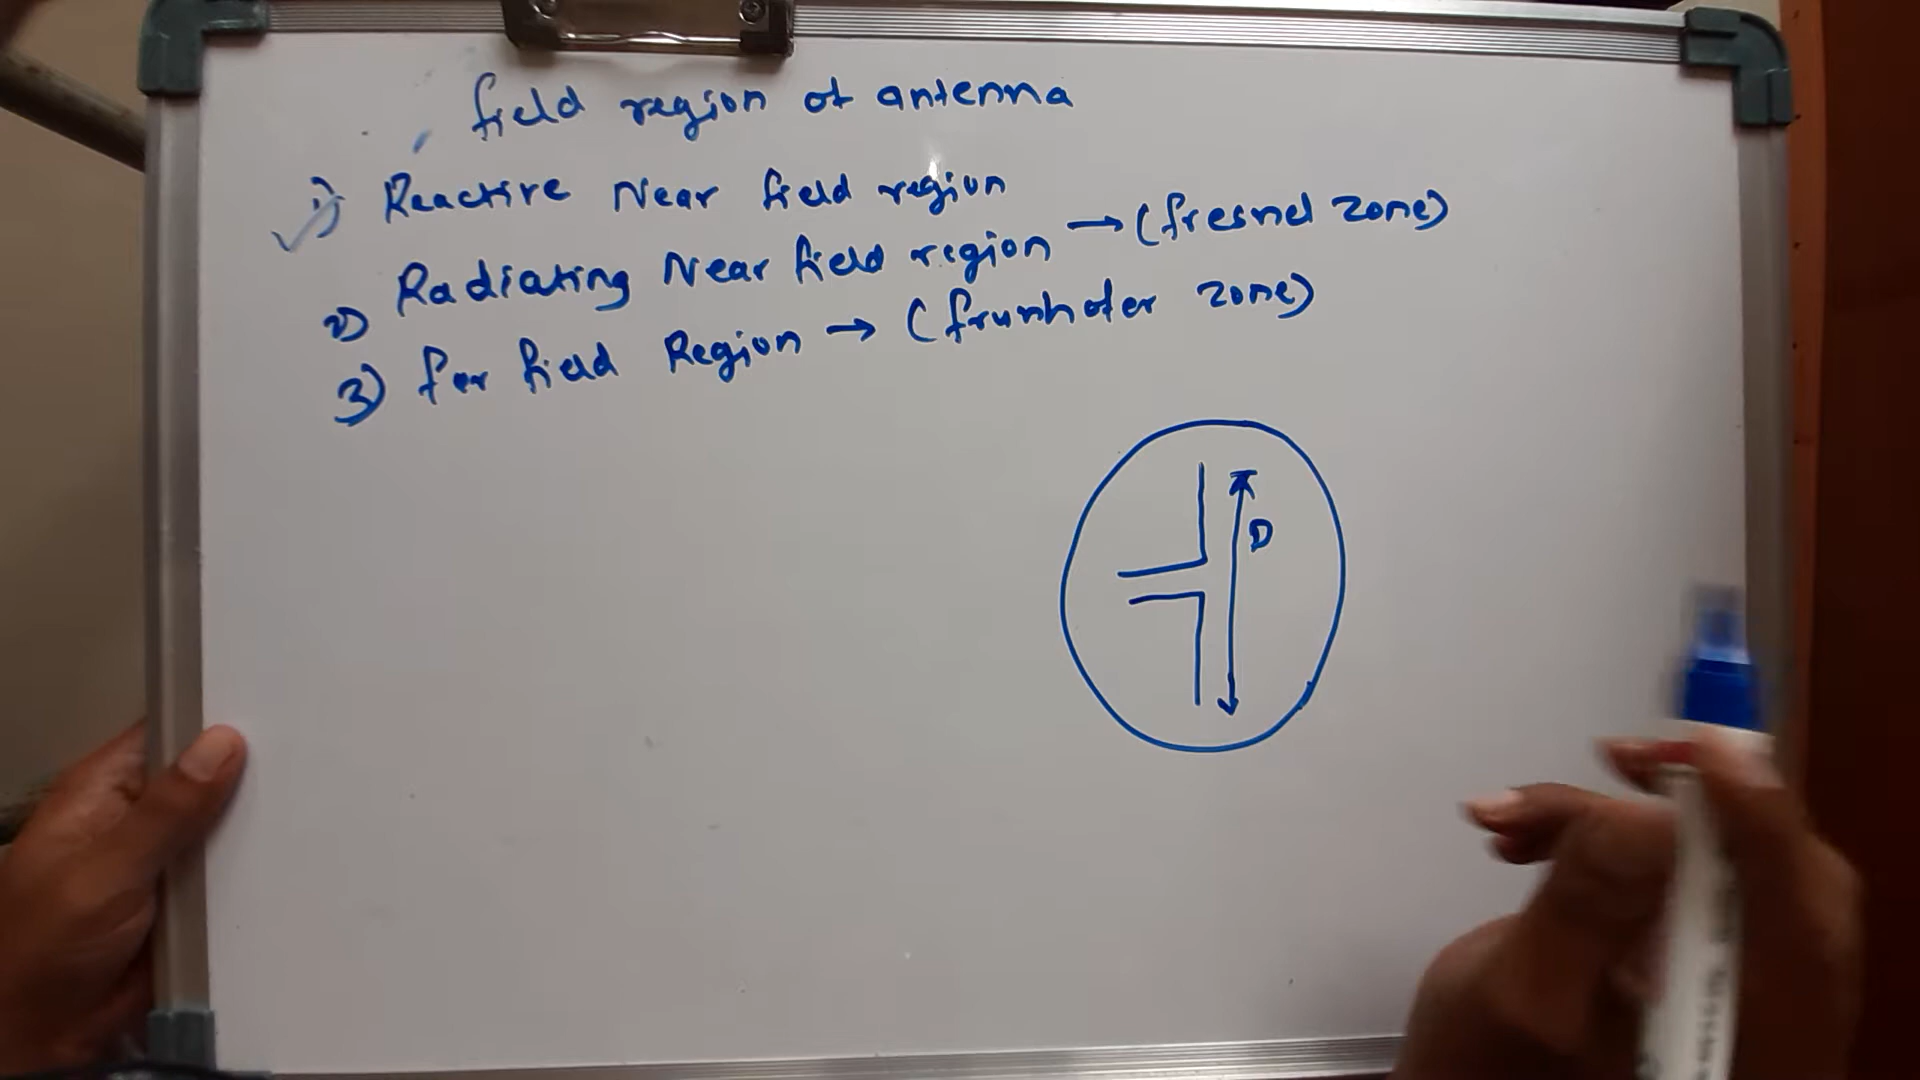 field region of antenna
1) Reactive Near field region
2) Radiating Near field region → (fresnel zone)
3) far field Region → (frunhofer zone)
D